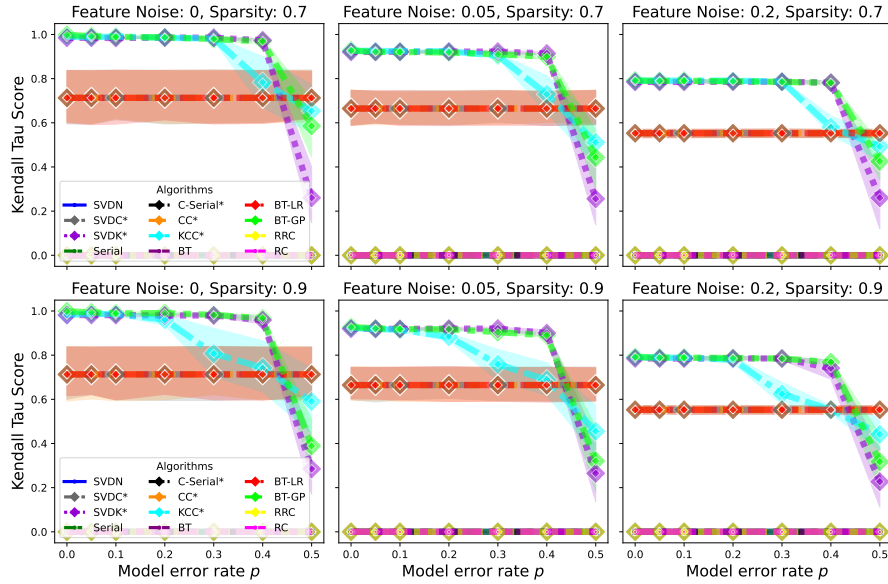 Feature Noise: 0, Sparsity: 0.7
Feature Noise: 0.05, Sparsity: 0.7
Feature Noise: 0.2, Sparsity: 0.7
Kendall Tau Score
1.0
0.8
0.6
0.4
0.2
0.0
Algorithms
SVDN
C-Serial*
BT-LR
SVDC*
CC*
BT-GP
SVDK*
KCC*
RRC
Serial
BT
RC
Feature Noise: 0, Sparsity: 0.9
Feature Noise: 0.05, Sparsity: 0.9
Feature Noise: 0.2, Sparsity: 0.9
Kendall Tau Score
1.0
0.8
0.6
0.4
0.2
0.0
Algorithms
SVDN
C-Serial*
BT-LR
SVDC*
CC*
BT-GP
SVDK*
KCC*
RRC
Serial
BT
RC
0.0 0.1 0.2 0.3 0.4 0.5
0.0 0.1 0.2 0.3 0.4 0.5
0.0 0.1 0.2 0.3 0.4 0.5
Model error rate p
Model error rate p
Model error rate p